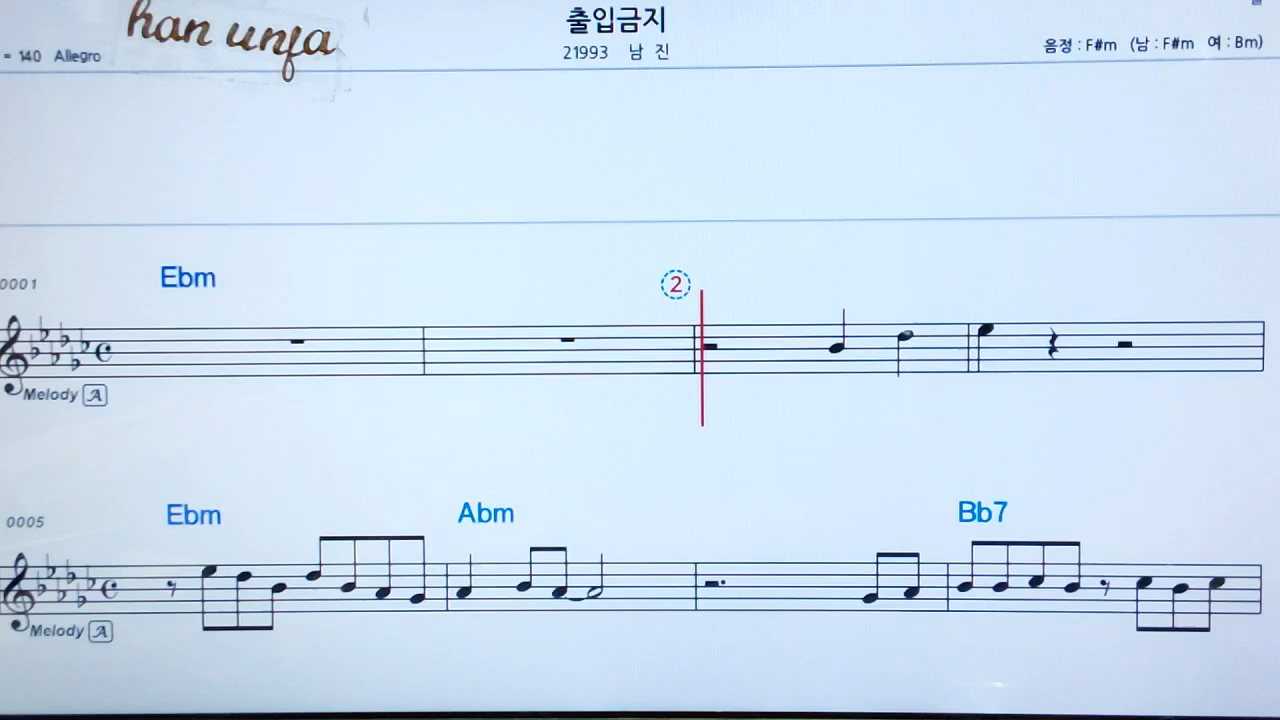 han unfa
출입금지
= 140 Allegro
21993 남 진
음정 : F#m (남 : F#m 여 : Bm)
0001
Ebm
2
Melody A
0005
Ebm
Abm
Bb7
Melody A